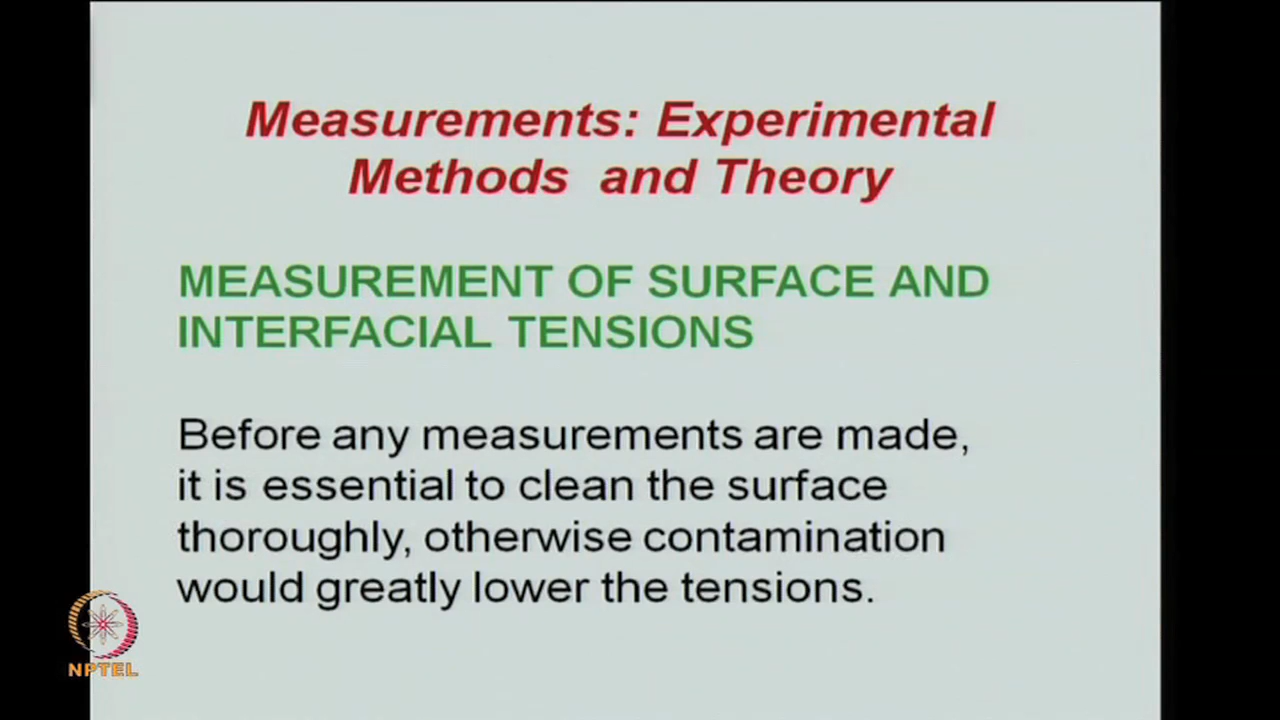 Measurements: Experimental
Methods and Theory
MEASUREMENT OF SURFACE AND
INTERFACIAL TENSIONS
Before any measurements are made,
it is essential to clean the surface
thoroughly, otherwise contamination
would greatly lower the tensions.
NPTEL